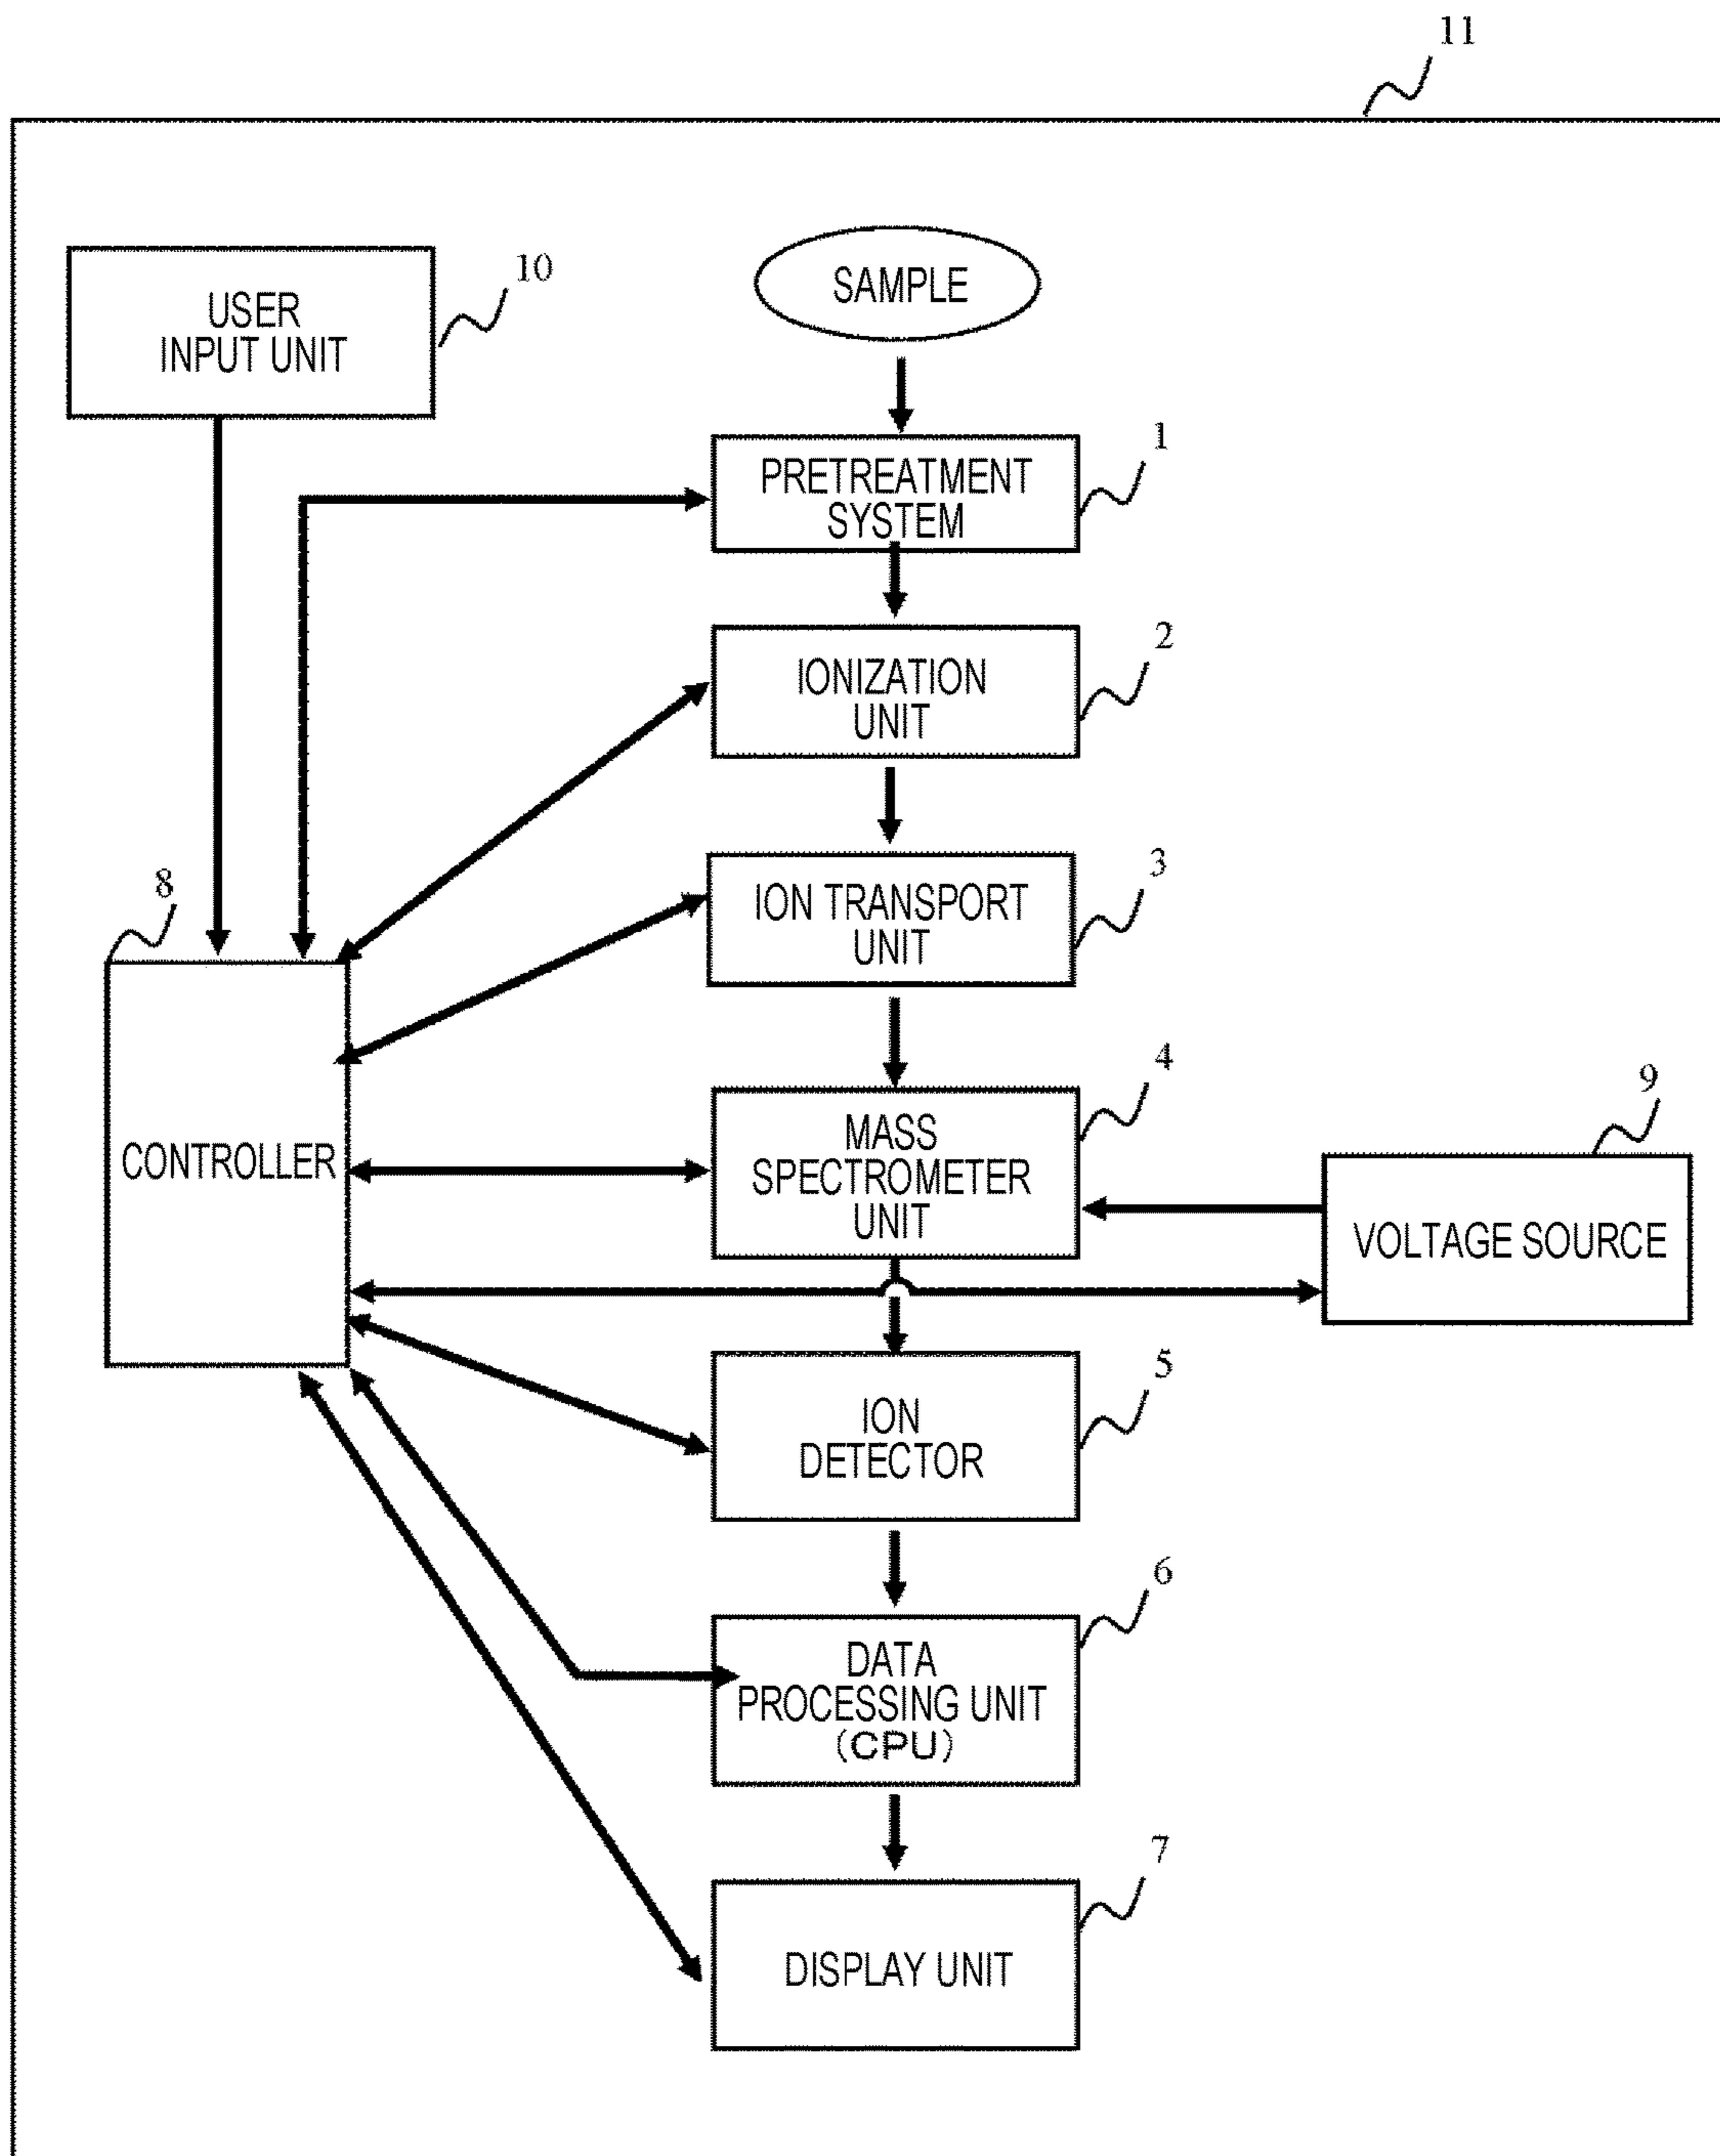 11
USER
INPUT UNIT
10
SAMPLE
1
PRETREATMENT
SYSTEM
2
IONIZATION
UNIT
3
ION TRANSPORT
UNIT
8
CONTROLLER
4
MASS
SPECTROMETER
UNIT
9
VOLTAGE SOURCE
5
ION
DETECTOR
6
DATA
PROCESSING UNIT
(CPU)
7
DISPLAY UNIT